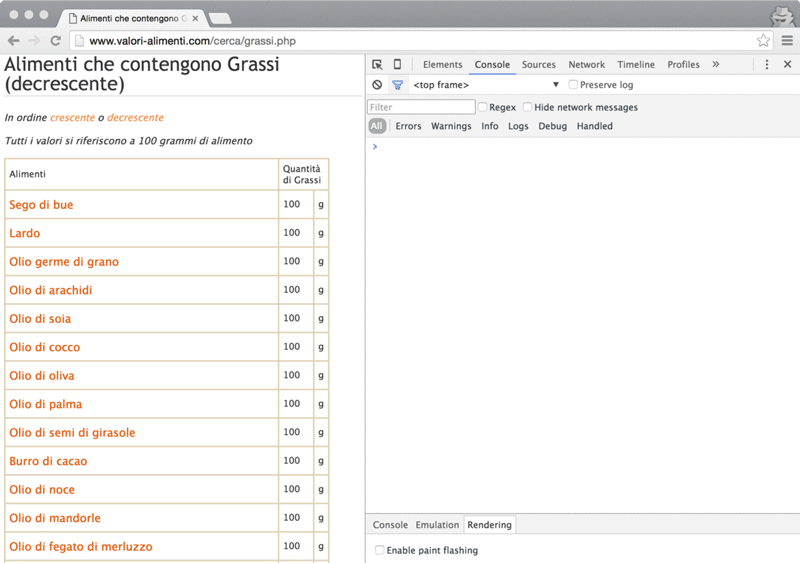 Alimenti che contengono G
www.valori-alimenti.com/cerca/grassi.php
Alimenti che contengono Grassi
(decrescente)
In ordine crescente o decrescente
Tutti i valori si riferiscono a 100 grammi di alimento
Alimenti
Quantità
di Grassi
Sego di bue 100 g
Lardo 100 g
Olio germe di grano 100 g
Olio di arachidi 100 g
Olio di soia 100 g
Olio di cocco 100 g
Olio di oliva 100 g
Olio di palma 100 g
Olio di semi di girasole 100 g
Burro di cacao 100 g
Olio di noce 100 g
Olio di mandorle 100 g
Olio di fegato di merluzzo 100 g
Elements Console Sources Network Timeline Profiles
<top frame> Preserve log
Filter Regex Hide network messages
All Errors Warnings Info Logs Debug Handled
Console Emulation Rendering
Enable paint flashing